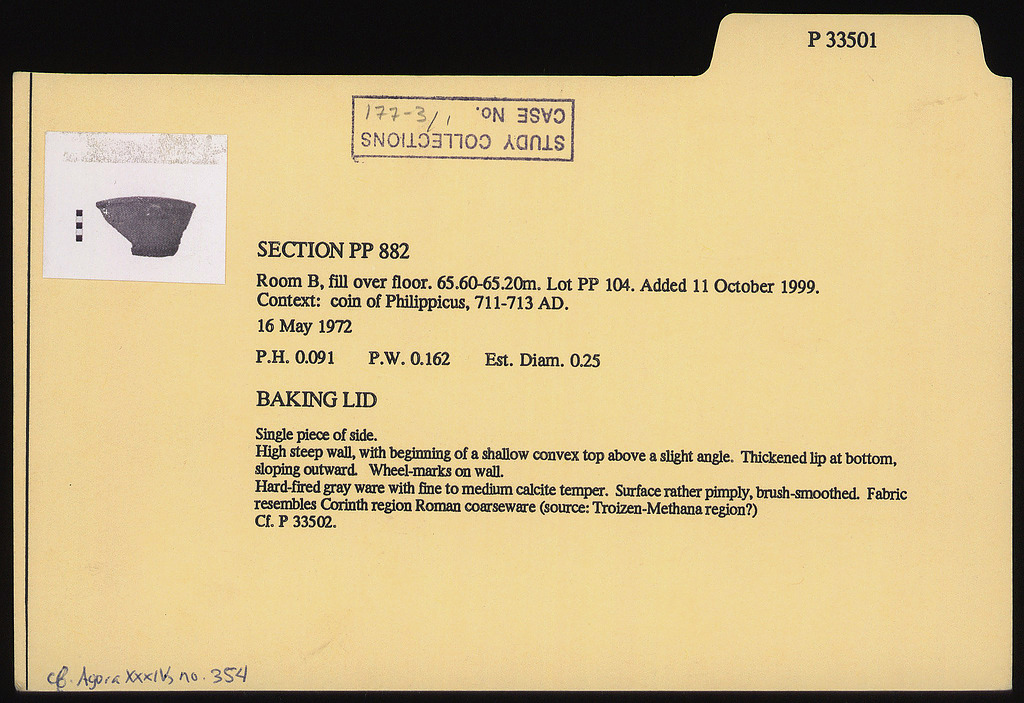 P 33501
STUDY COLLECTIONS
CASE No. 177-3/1
SECTION PP 882
Room B, fill over floor. 65.60-65.20m. Lot PP 104. Added 11 October 1999.
Context: coin of Philippicus, 711-713 AD.
16 May 1972
P.H. 0.091 P.W. 0.162 Est. Diam. 0.25
BAKING LID
Single piece of side.
High steep wall, with beginning of a shallow convex top above a slight angle. Thickened lip at bottom,
sloping outward. Wheel-marks on wall.
Hard-fired gray ware with fine to medium calcite temper. Surface rather pimply, brush-smoothed. Fabric
resembles Corinth region Roman coarseware (source: Troizen-Methana region?)
Cf. P 33502.
cf. Agora XXXIV, no. 354